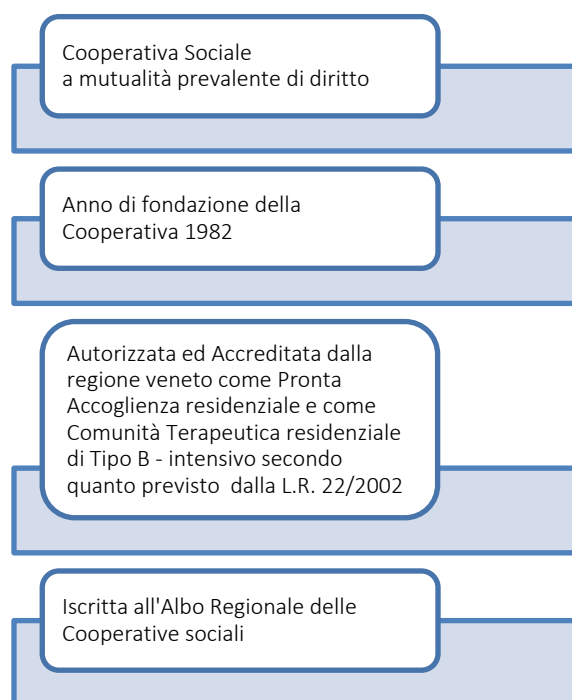 Cooperativa Sociale
a mutualità prevalente di diritto
Anno di fondazione della
Cooperativa 1982
Autorizzata ed Accreditata dalla
regione veneto come Pronta
Accoglienza residenziale e come
Comunità Terapeutica residenziale
di Tipo B - intensivo secondo
quanto previsto dalla L.R. 22/2002
Iscritta all'Albo Regionale delle
Cooperative sociali